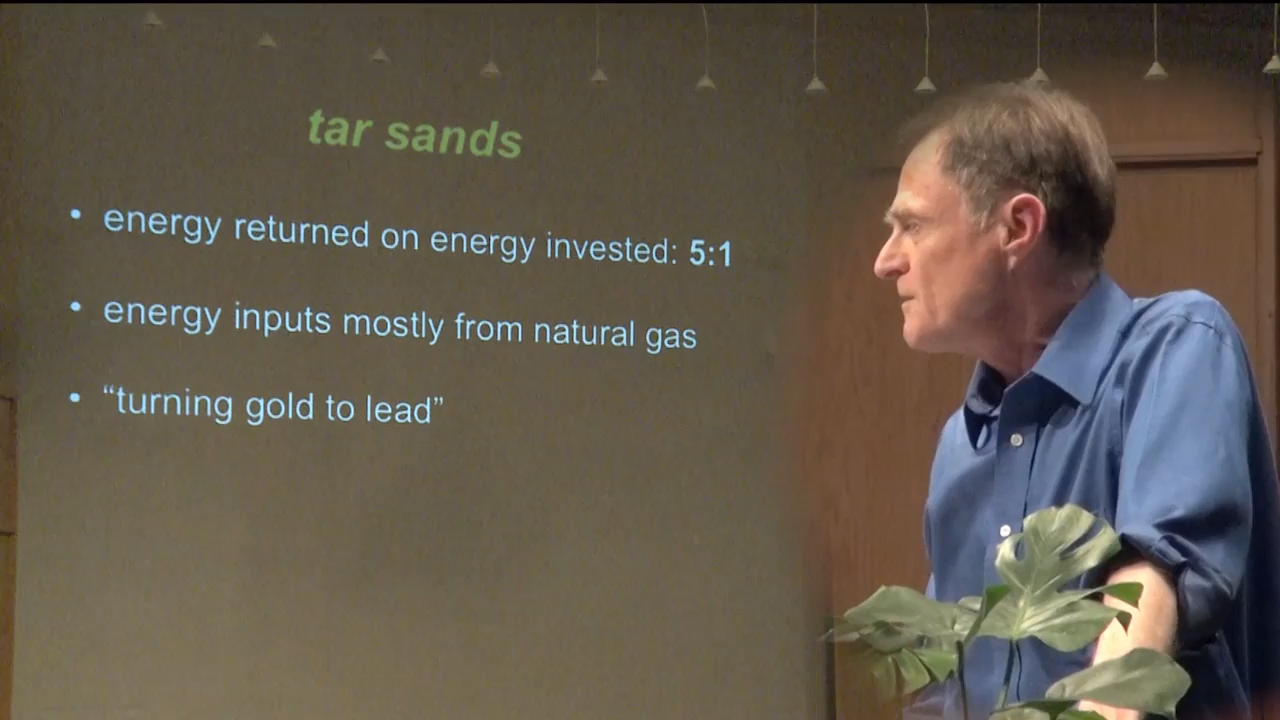 tar sands
• energy returned on energy invested: 5:1
• energy inputs mostly from natural gas
• “turning gold to lead”